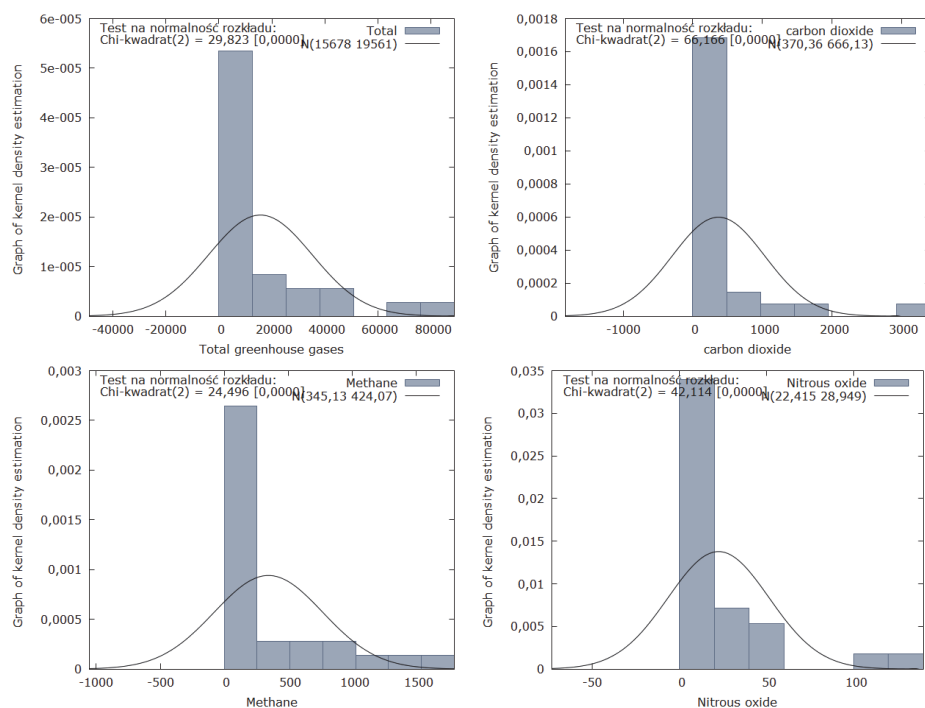 6e-005
5e-005
4e-005
3e-005
2e-005
1e-005
0
Graph of kernel density estimation
Test na normalność rozkładu:
Chi-kwadrat(2) = 29,823 [0,0000]
Total
N(15678 19561)
-40000 -20000 0 20000 40000 60000 80000
Total greenhouse gases
0,0018
0,0016
0,0014
0,0012
0,001
0,0008
0,0006
0,0004
0,0002
0
Graph of kernel density estimation
Test na normalność rozkładu:
Chi-kwadrat(2) = 66,166 [0,0000]
carbon dioxide
N(370,36 666,13)
-1000 0 1000 2000 3000
carbon dioxide
0,003
0,0025
0,002
0,0015
0,001
0,0005
0
Graph of kernel density estimation
Test na normalność rozkładu:
Chi-kwadrat(2) = 24,496 [0,0000]
Methane
N(345,13 424,07)
-1000 -500 0 500 1000 1500
Methane
0,035
0,03
0,025
0,02
0,015
0,01
0,005
0
Graph of kernel density estimation
Test na normalność rozkładu:
Chi-kwadrat(2) = 42,114 [0,0000]
Nitrous oxide
N(22,415 28,949)
-50 0 50 100
Nitrous oxide